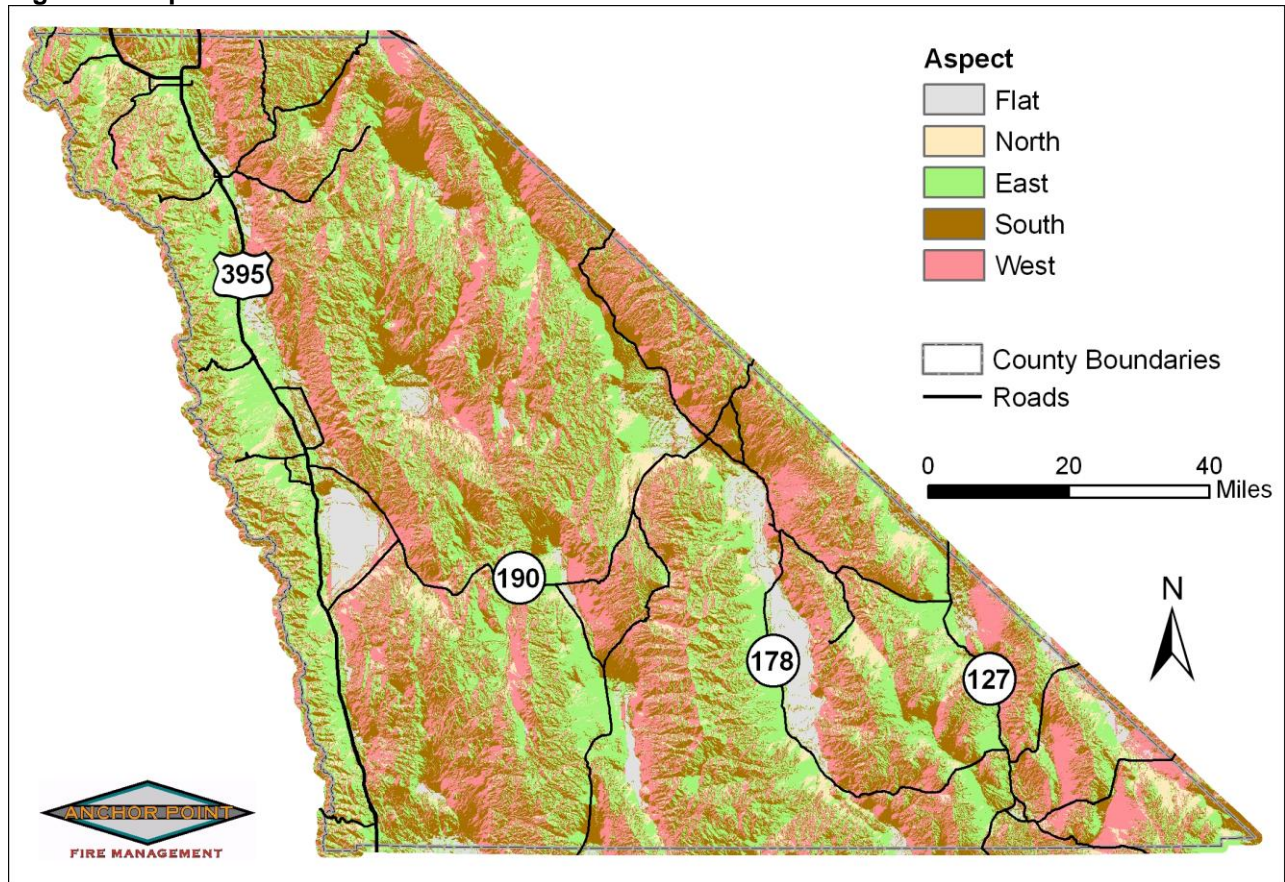 Aspect
Flat
North
East
South
West
County Boundaries
Roads
0 20 40
Miles
N
395
190
178
127
ANCHOR POINT
FIRE MANAGEMENT